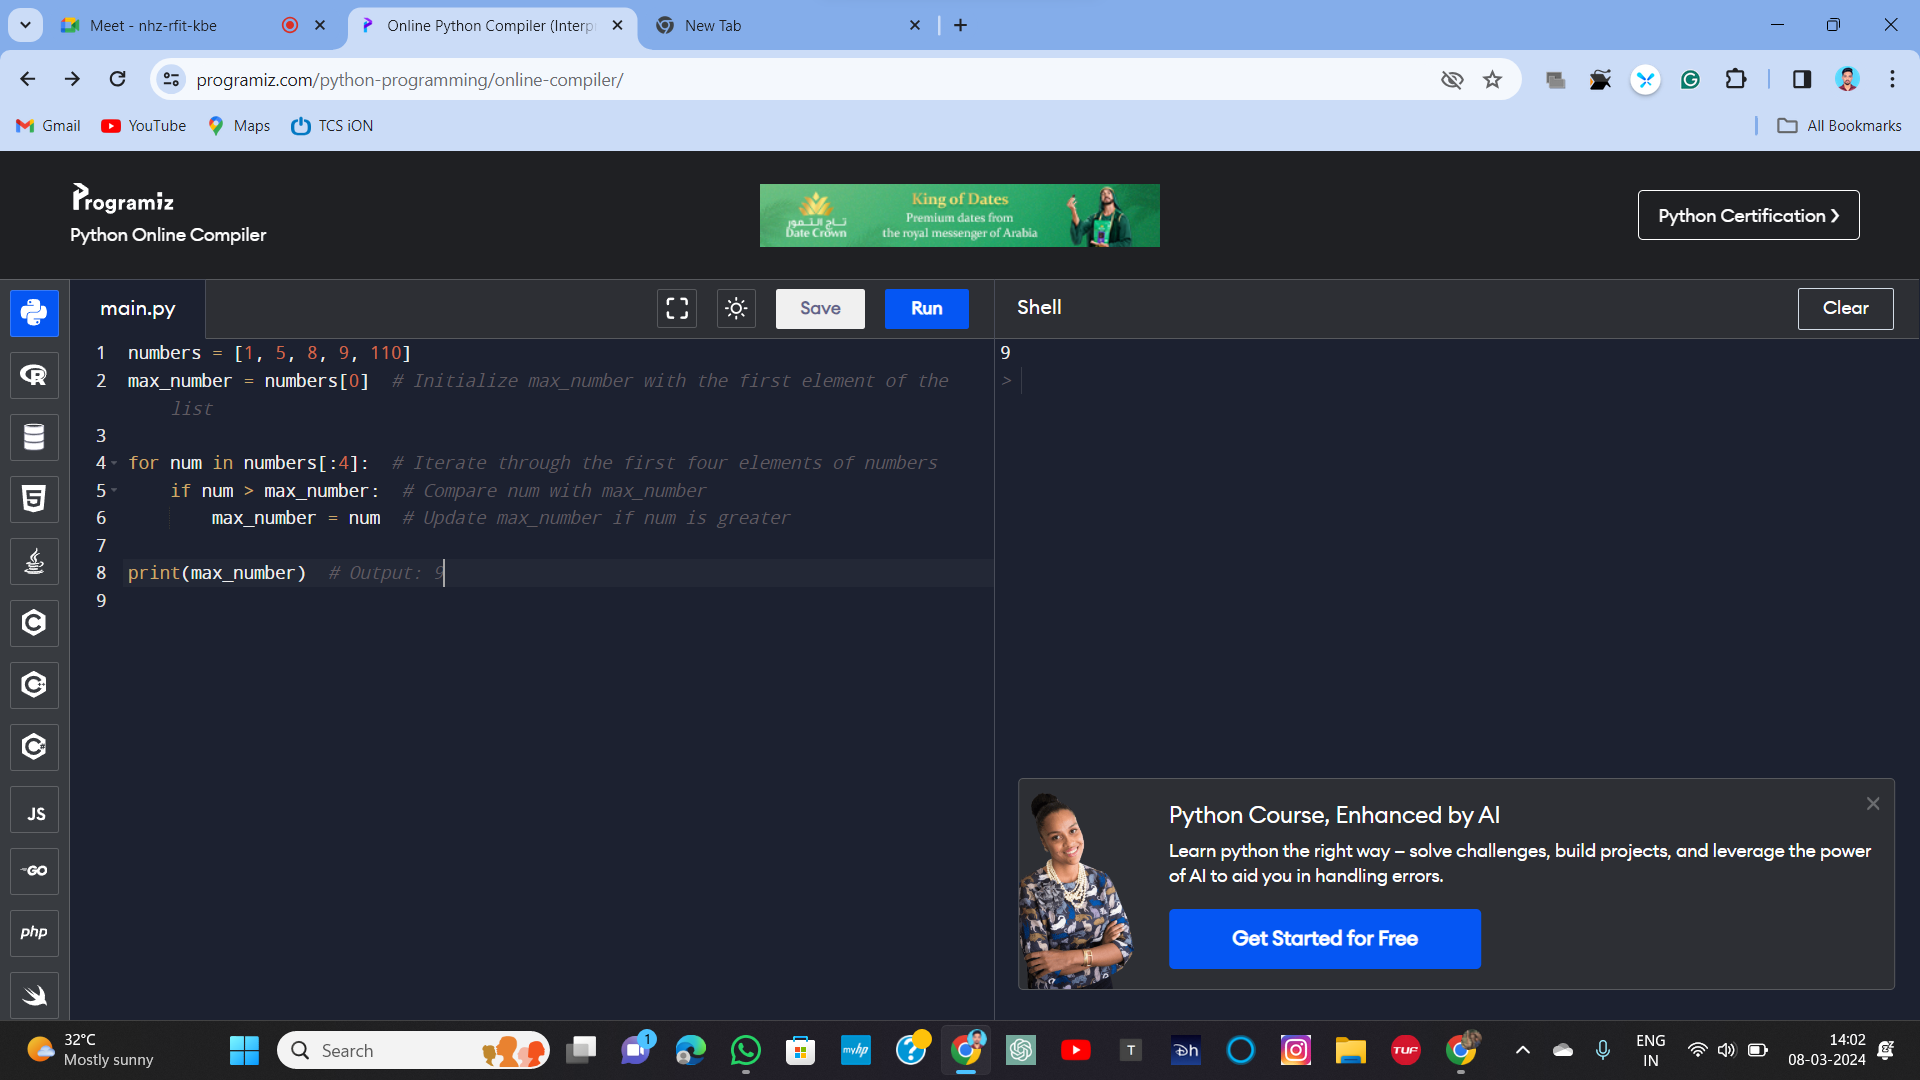 Meet - nhz-rfit-kbe
Online Python Compiler (Interp
New Tab
programiz.com/python-programming/online-compiler/
Gmail
YouTube
Maps
TCS iON
All Bookmarks
Programiz
Python Online Compiler
تاج التمور
Date Crown
King of Dates
Premium dates from
the royal messenger of Arabia
Python Certification ❯
main.py
Save
Run
Shell
Clear
1 numbers = [1, 5, 8, 9, 110]
2 max_number = numbers[0]  # Initialize max_number with the first element of the
list
3
4 for num in numbers[:4]:  # Iterate through the first four elements of numbers
5     if num > max_number:  # Compare num with max_number
6         max_number = num  # Update max_number if num is greater
7
8 print(max_number)  # Output: 9
9
9
>
R
5
C
C++
C#
JS
GO
php
Python Course, Enhanced by AI
Learn python the right way – solve challenges, build projects, and leverage the power
of AI to aid you in handling errors.
Get Started for Free
32°C
Mostly sunny
Search
1
myhp
?
T
Dh
TUF
ENG
IN
14:02
08-03-2024